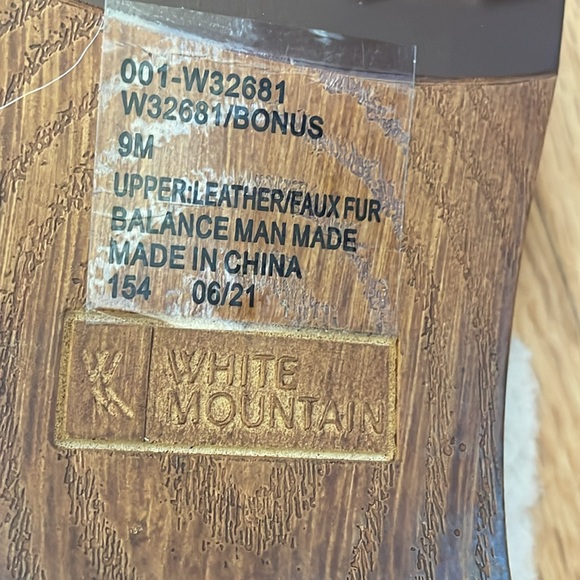 001-W32681
W32681/BONUS
9M
UPPER:LEATHER/FAUX FUR
BALANCE MAN MADE
MADE IN CHINA
154 06/21
WHITE
MOUNTAIN